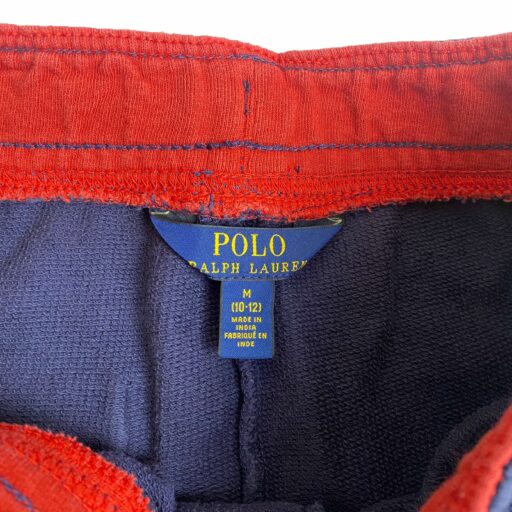 POLO
RALPH LAUREN
M
(10-12)
MADE IN
INDIA
FABRIQUÉ EN
INDE